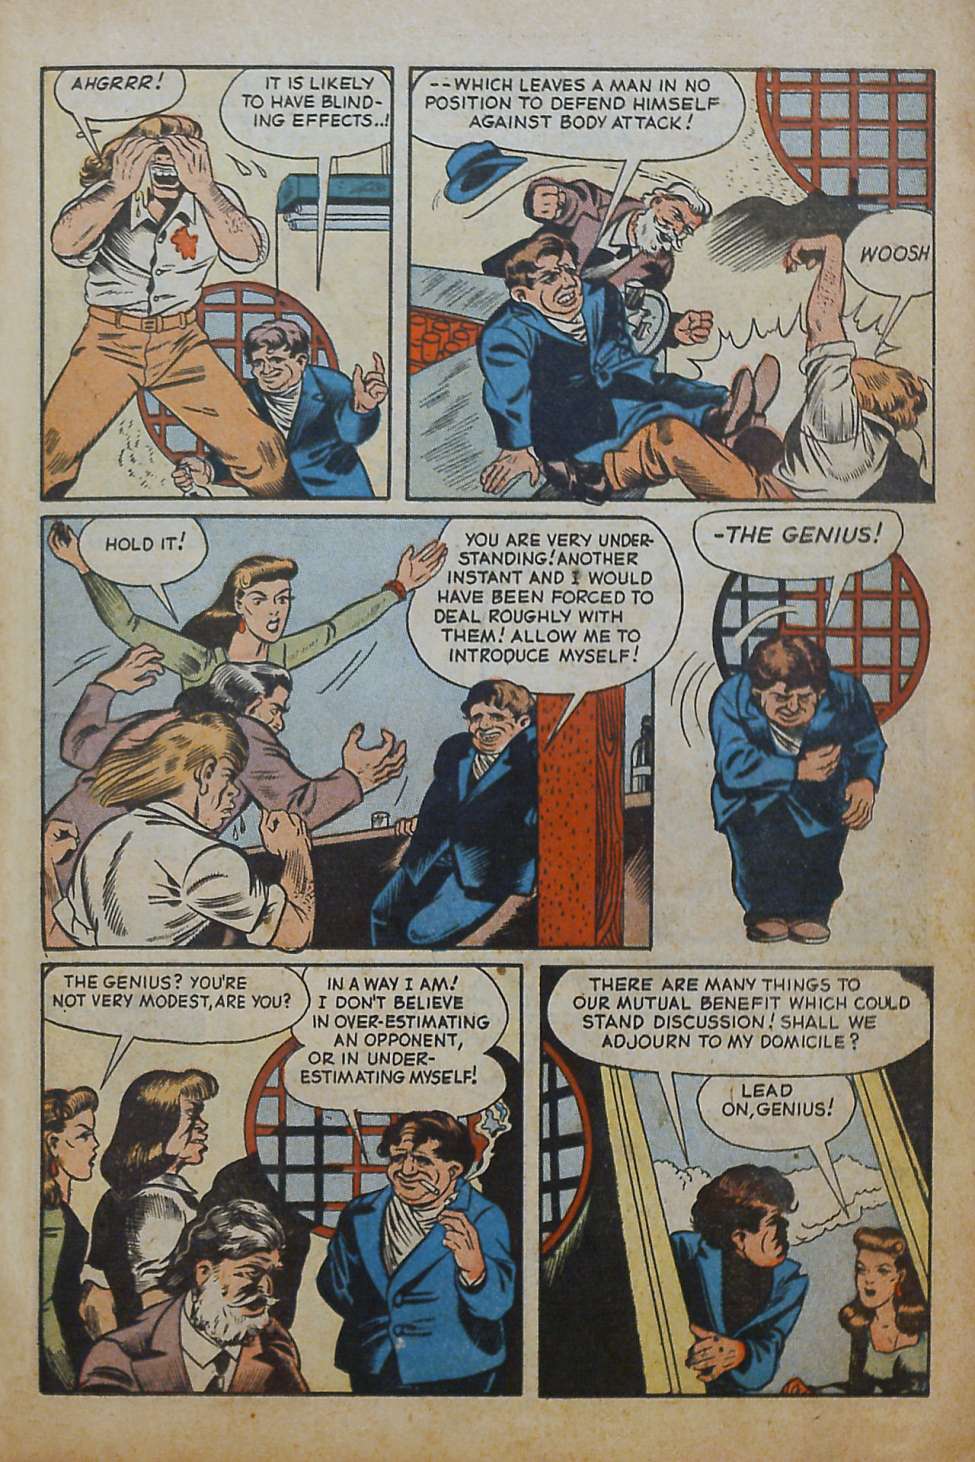 AHGRRR!
IT IS LIKELY
TO HAVE BLIND-
ING EFFECTS..!
--WHICH LEAVES A MAN IN NO
POSITION TO DEFEND HIMSELF
AGAINST BODY ATTACK!
WOOSH
HOLD IT!
YOU ARE VERY UNDER-
STANDING! ANOTHER
INSTANT AND I WOULD
HAVE BEEN FORCED TO
DEAL ROUGHLY WITH
THEM! ALLOW ME TO
INTRODUCE MYSELF!
-THE GENIUS!
THE GENIUS? YOU'RE
NOT VERY MODEST, ARE YOU?
IN A WAY I AM!
I DON'T BELIEVE
IN OVER-ESTIMATING
AN OPPONENT,
OR IN UNDER-
ESTIMATING MYSELF!
THERE ARE MANY THINGS TO
OUR MUTUAL BENEFIT WHICH COULD
STAND DISCUSSION! SHALL WE
ADJOURN TO MY DOMICILE?
LEAD
ON, GENIUS!